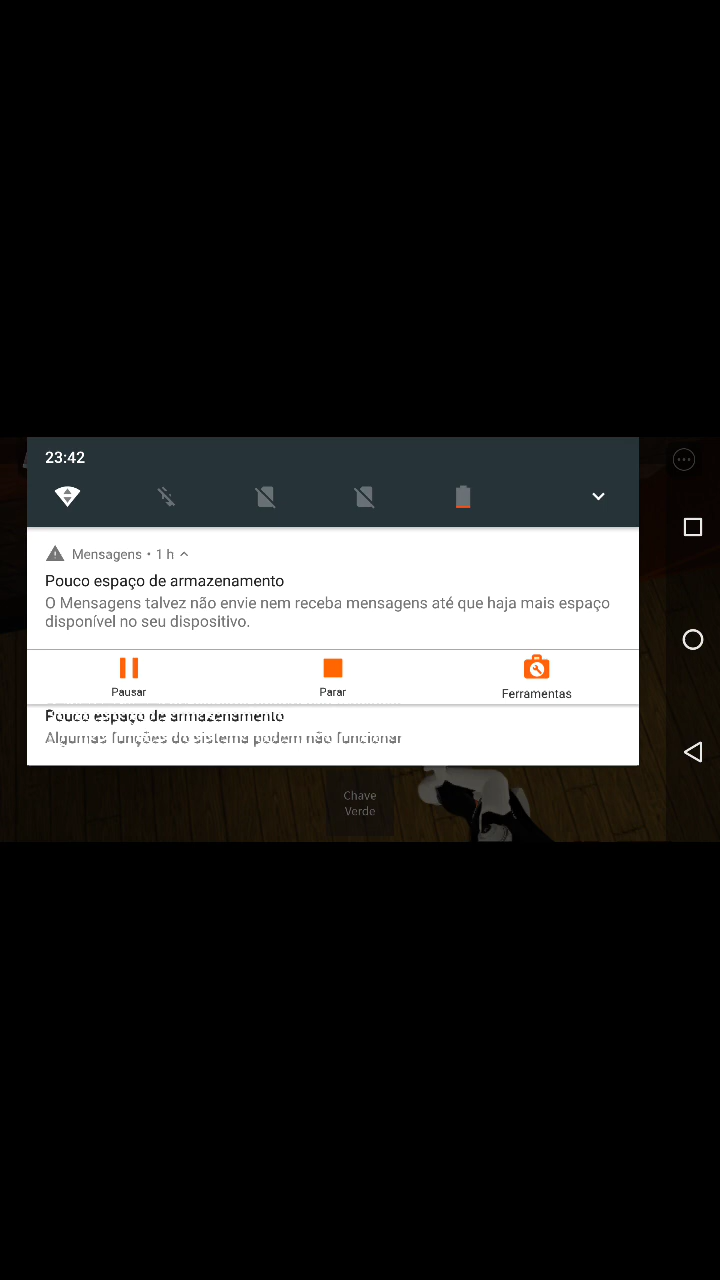 23:42
Mensagens • 1 h
Pouco espaço de armazenamento
O Mensagens talvez não envie nem receba mensagens até que haja mais espaço
disponível no seu dispositivo.
Pausar
Parar
Ferramentas
Pouco espaço de armazenamento
Algumas funções do sistema podem não funcionar
Chave
Verde